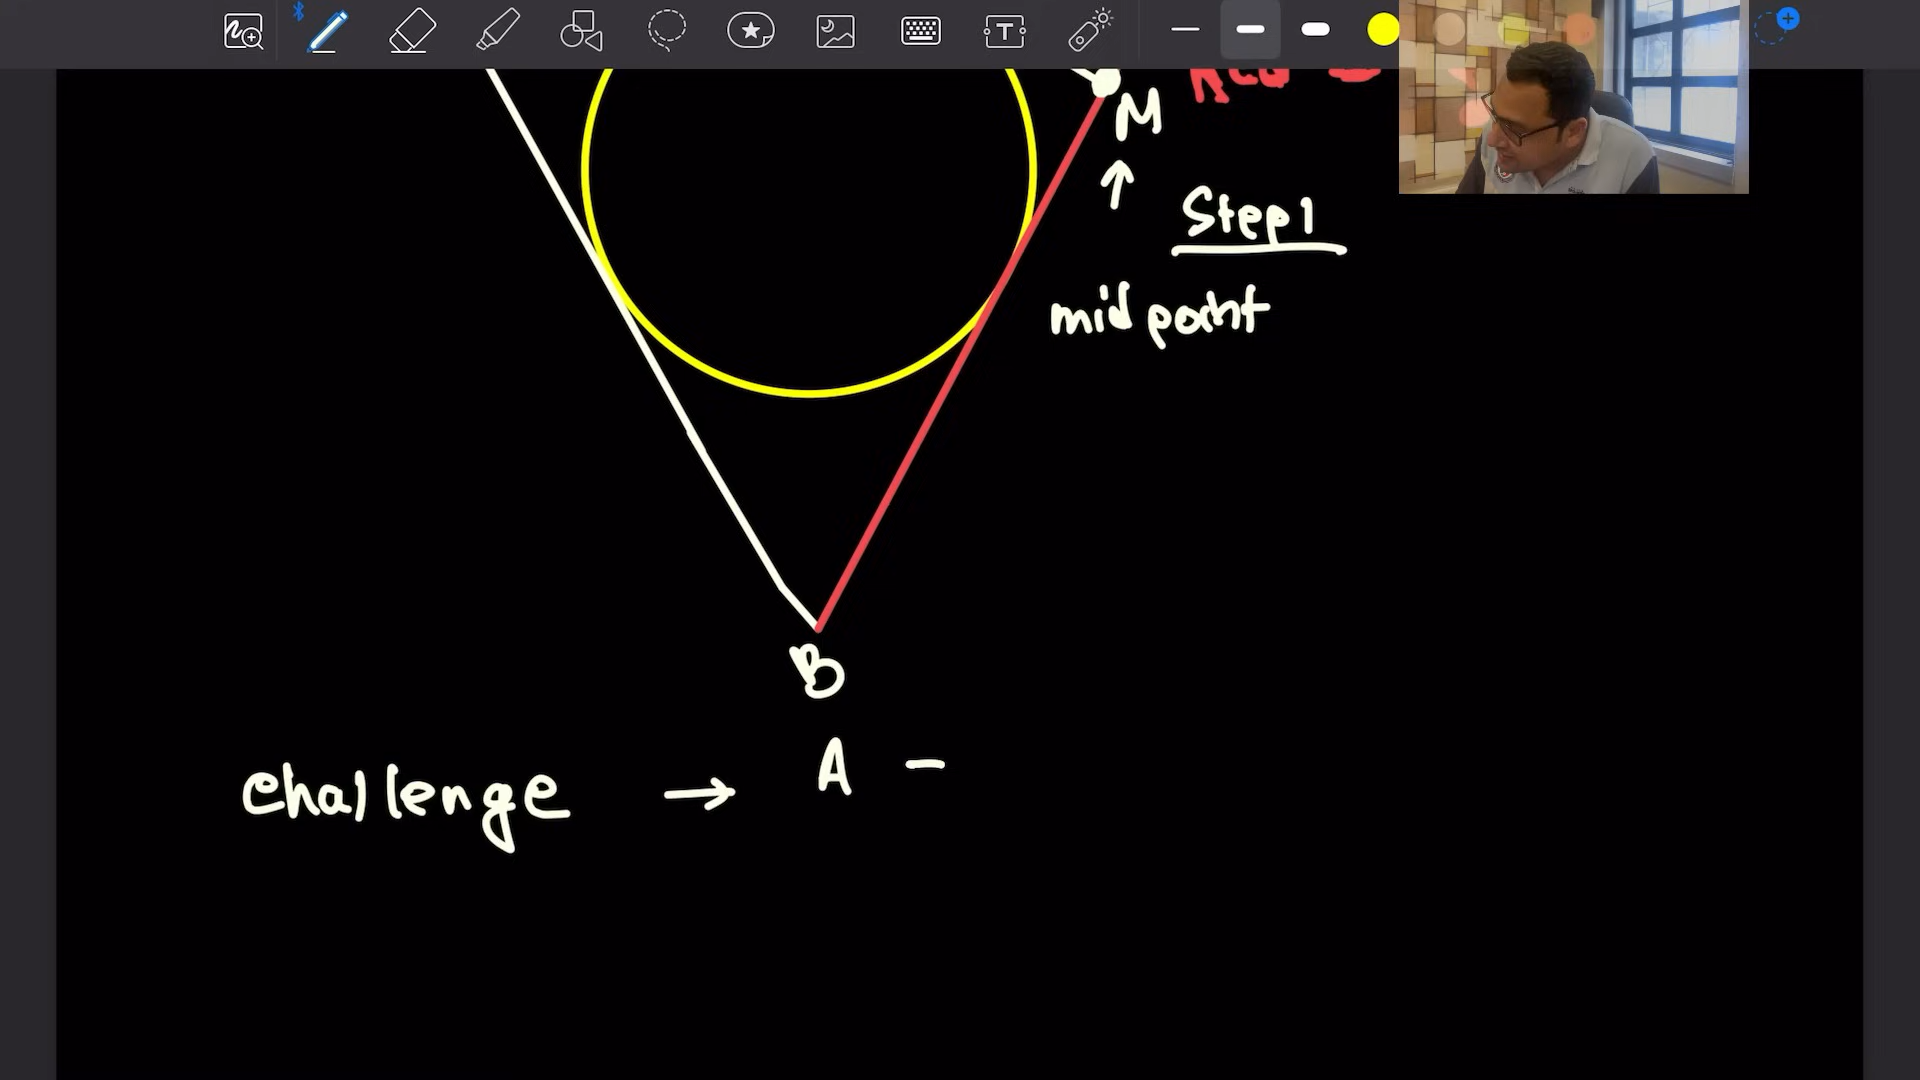 M
Step 1
mid point
B
A –
challenge →